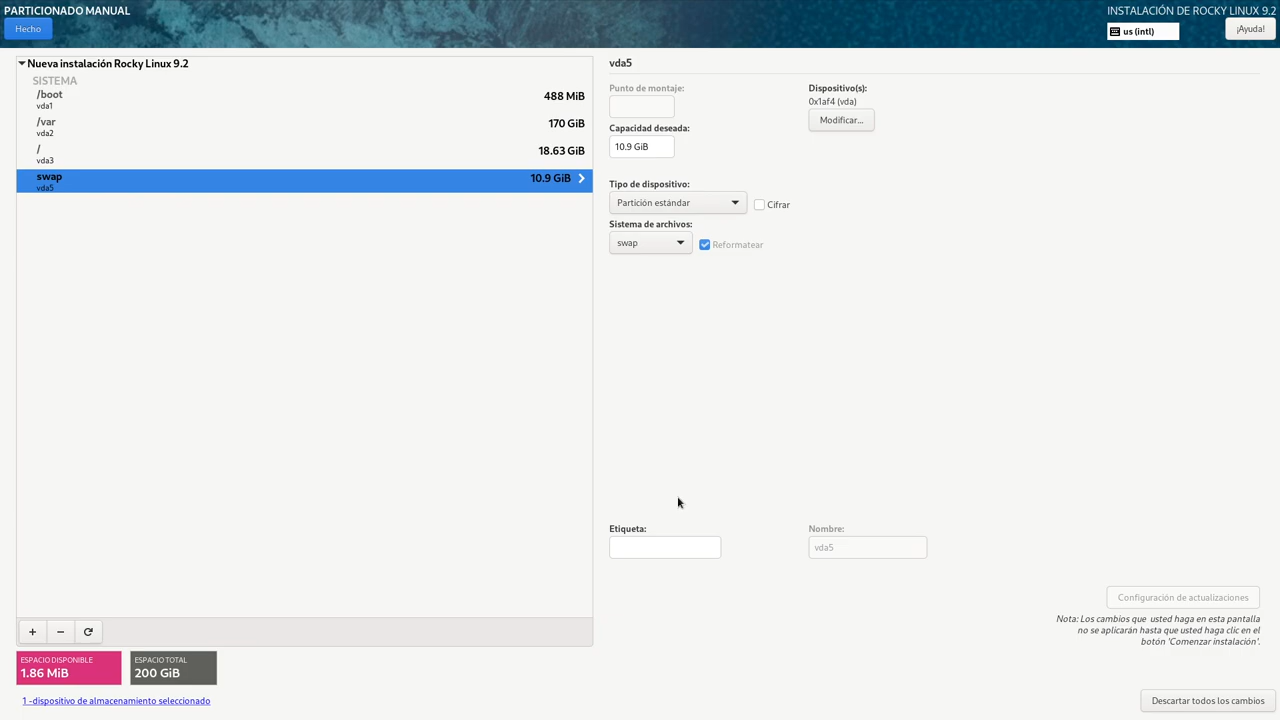 PARTICIONADO MANUAL
Hecho
INSTALACIÓN DE ROCKY LINUX 9.2
us (intl)
¡Ayuda!
Nueva instalación Rocky Linux 9.2
SISTEMA
/boot
488 MiB
vda1
/var
170 GiB
vda2
/
18.63 GiB
vda3
swap
10.9 GiB
vda5
vda5
Punto de montaje:
Capacidad deseada:
10.9 GiB
Dispositivo(s):
0x1af4 (vda)
Modificar...
Tipo de dispositivo:
Partición estándar
Cifrar
Sistema de archivos:
swap
Reformatear
Etiqueta:
Nombre:
vda5
Configuración de actualizaciones
Nota: Los cambios que usted haga en esta pantalla
no se aplicarán hasta que usted haga clic en el
botón 'Comenzar instalación'.
+
-
ESPACIO DISPONIBLE
1.86 MiB
ESPACIO TOTAL
200 GiB
1 -dispositivo de almacenamiento seleccionado
Descartar todos los cambios